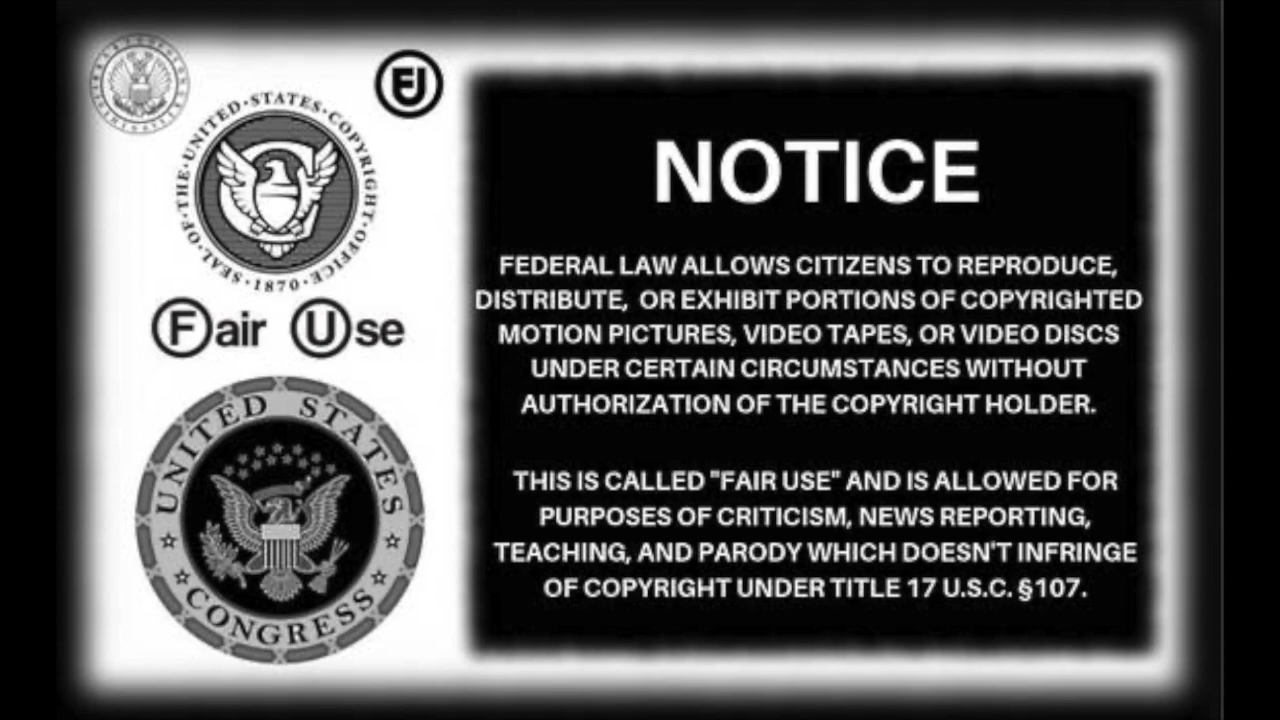 SEAL·OF·THE·UNITED·STATES·COPYRIGHT·OFFICE·
·1870·
Fair Use
UNITED STATES
CONGRESS
NOTICE
FEDERAL LAW ALLOWS CITIZENS TO REPRODUCE,
DISTRIBUTE, OR EXHIBIT PORTIONS OF COPYRIGHTED
MOTION PICTURES, VIDEO TAPES, OR VIDEO DISCS
UNDER CERTAIN CIRCUMSTANCES WITHOUT
AUTHORIZATION OF THE COPYRIGHT HOLDER.
THIS IS CALLED "FAIR USE" AND IS ALLOWED FOR
PURPOSES OF CRITICISM, NEWS REPORTING,
TEACHING, AND PARODY WHICH DOESN'T INFRINGE
OF COPYRIGHT UNDER TITLE 17 U.S.C. §107.